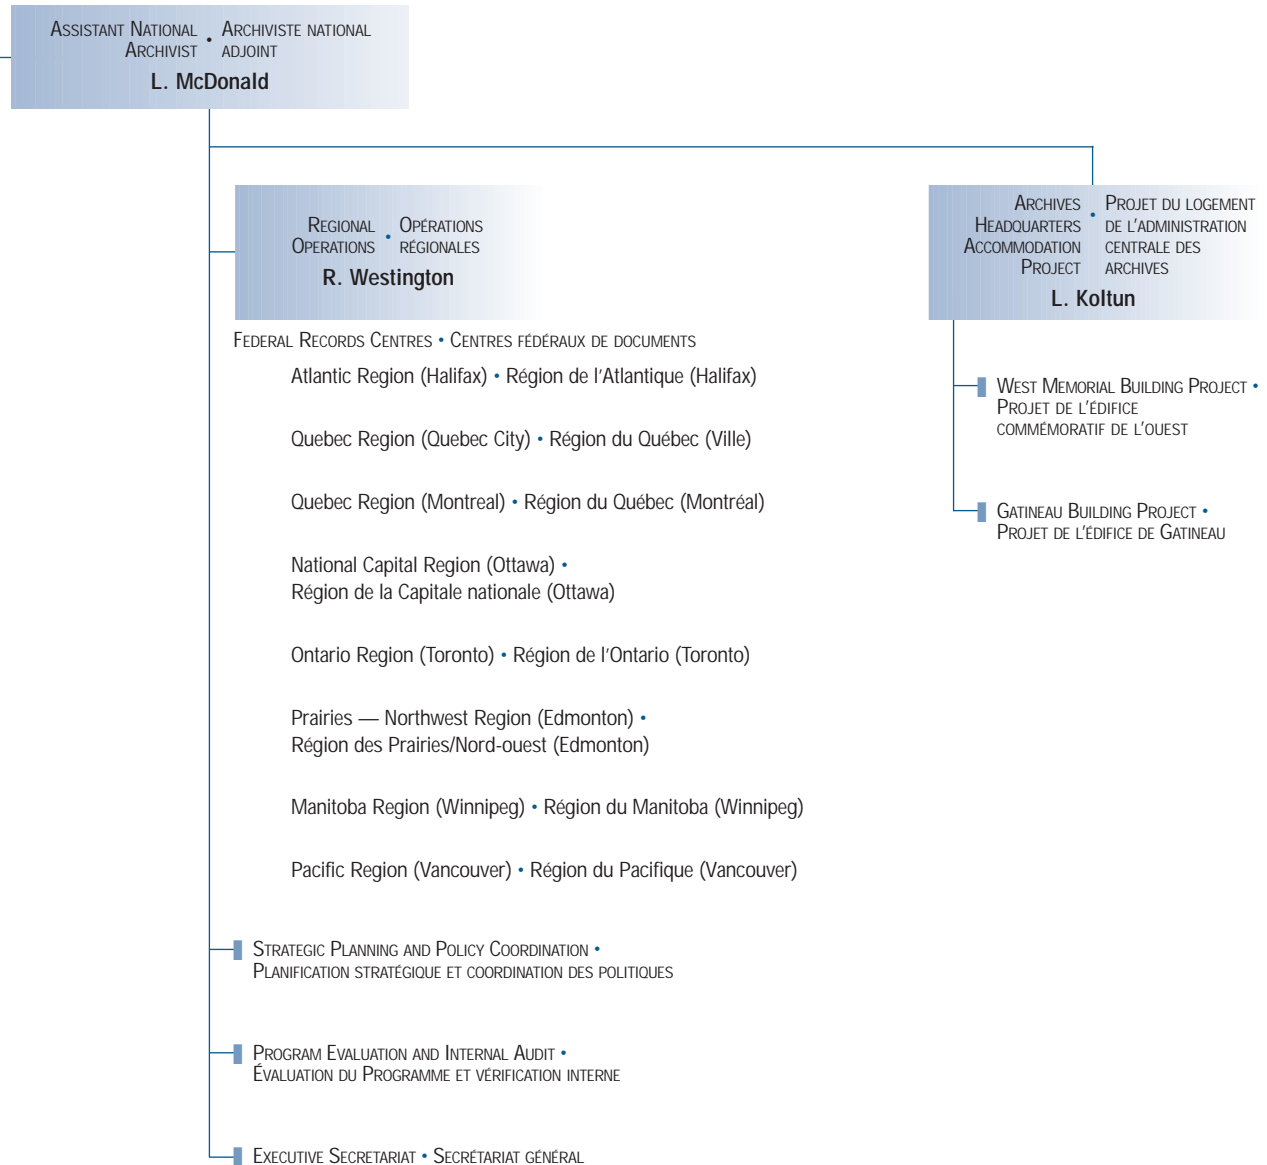 ASSISTANT NATIONAL • ARCHIVISTE NATIONAL
ARCHIVIST ADJOINT
L. McDonald
REGIONAL • OPÉRATIONS
OPERATIONS RÉGIONALES
R. Westington
FEDERAL RECORDS CENTRES • CENTRES FÉDÉRAUX DE DOCUMENTS
Atlantic Region (Halifax) • Région de l'Atlantique (Halifax)
Quebec Region (Quebec City) • Région du Québec (Ville)
Quebec Region (Montreal) • Région du Québec (Montréal)
National Capital Region (Ottawa) •
Région de la Capitale nationale (Ottawa)
Ontario Region (Toronto) • Région de l'Ontario (Toronto)
Prairies — Northwest Region (Edmonton) •
Région des Prairies/Nord-ouest (Edmonton)
Manitoba Region (Winnipeg) • Région du Manitoba (Winnipeg)
Pacific Region (Vancouver) • Région du Pacifique (Vancouver)
STRATEGIC PLANNING AND POLICY COORDINATION •
PLANIFICATION STRATÉGIQUE ET COORDINATION DES POLITIQUES
PROGRAM EVALUATION AND INTERNAL AUDIT •
ÉVALUATION DU PROGRAMME ET VÉRIFICATION INTERNE
EXECUTIVE SECRETARIAT • SECRÉTARIAT GÉNÉRAL
ARCHIVES • PROJET DU LOGEMENT
HEADQUARTERS DE L'ADMINISTRATION
ACCOMMODATION CENTRALE DES
PROJECT ARCHIVES
L. Koltun
WEST MEMORIAL BUILDING PROJECT •
PROJET DE L'ÉDIFICE
COMMÉMORATIF DE L'OUEST
GATINEAU BUILDING PROJECT •
PROJET DE L'ÉDIFICE DE GATINEAU